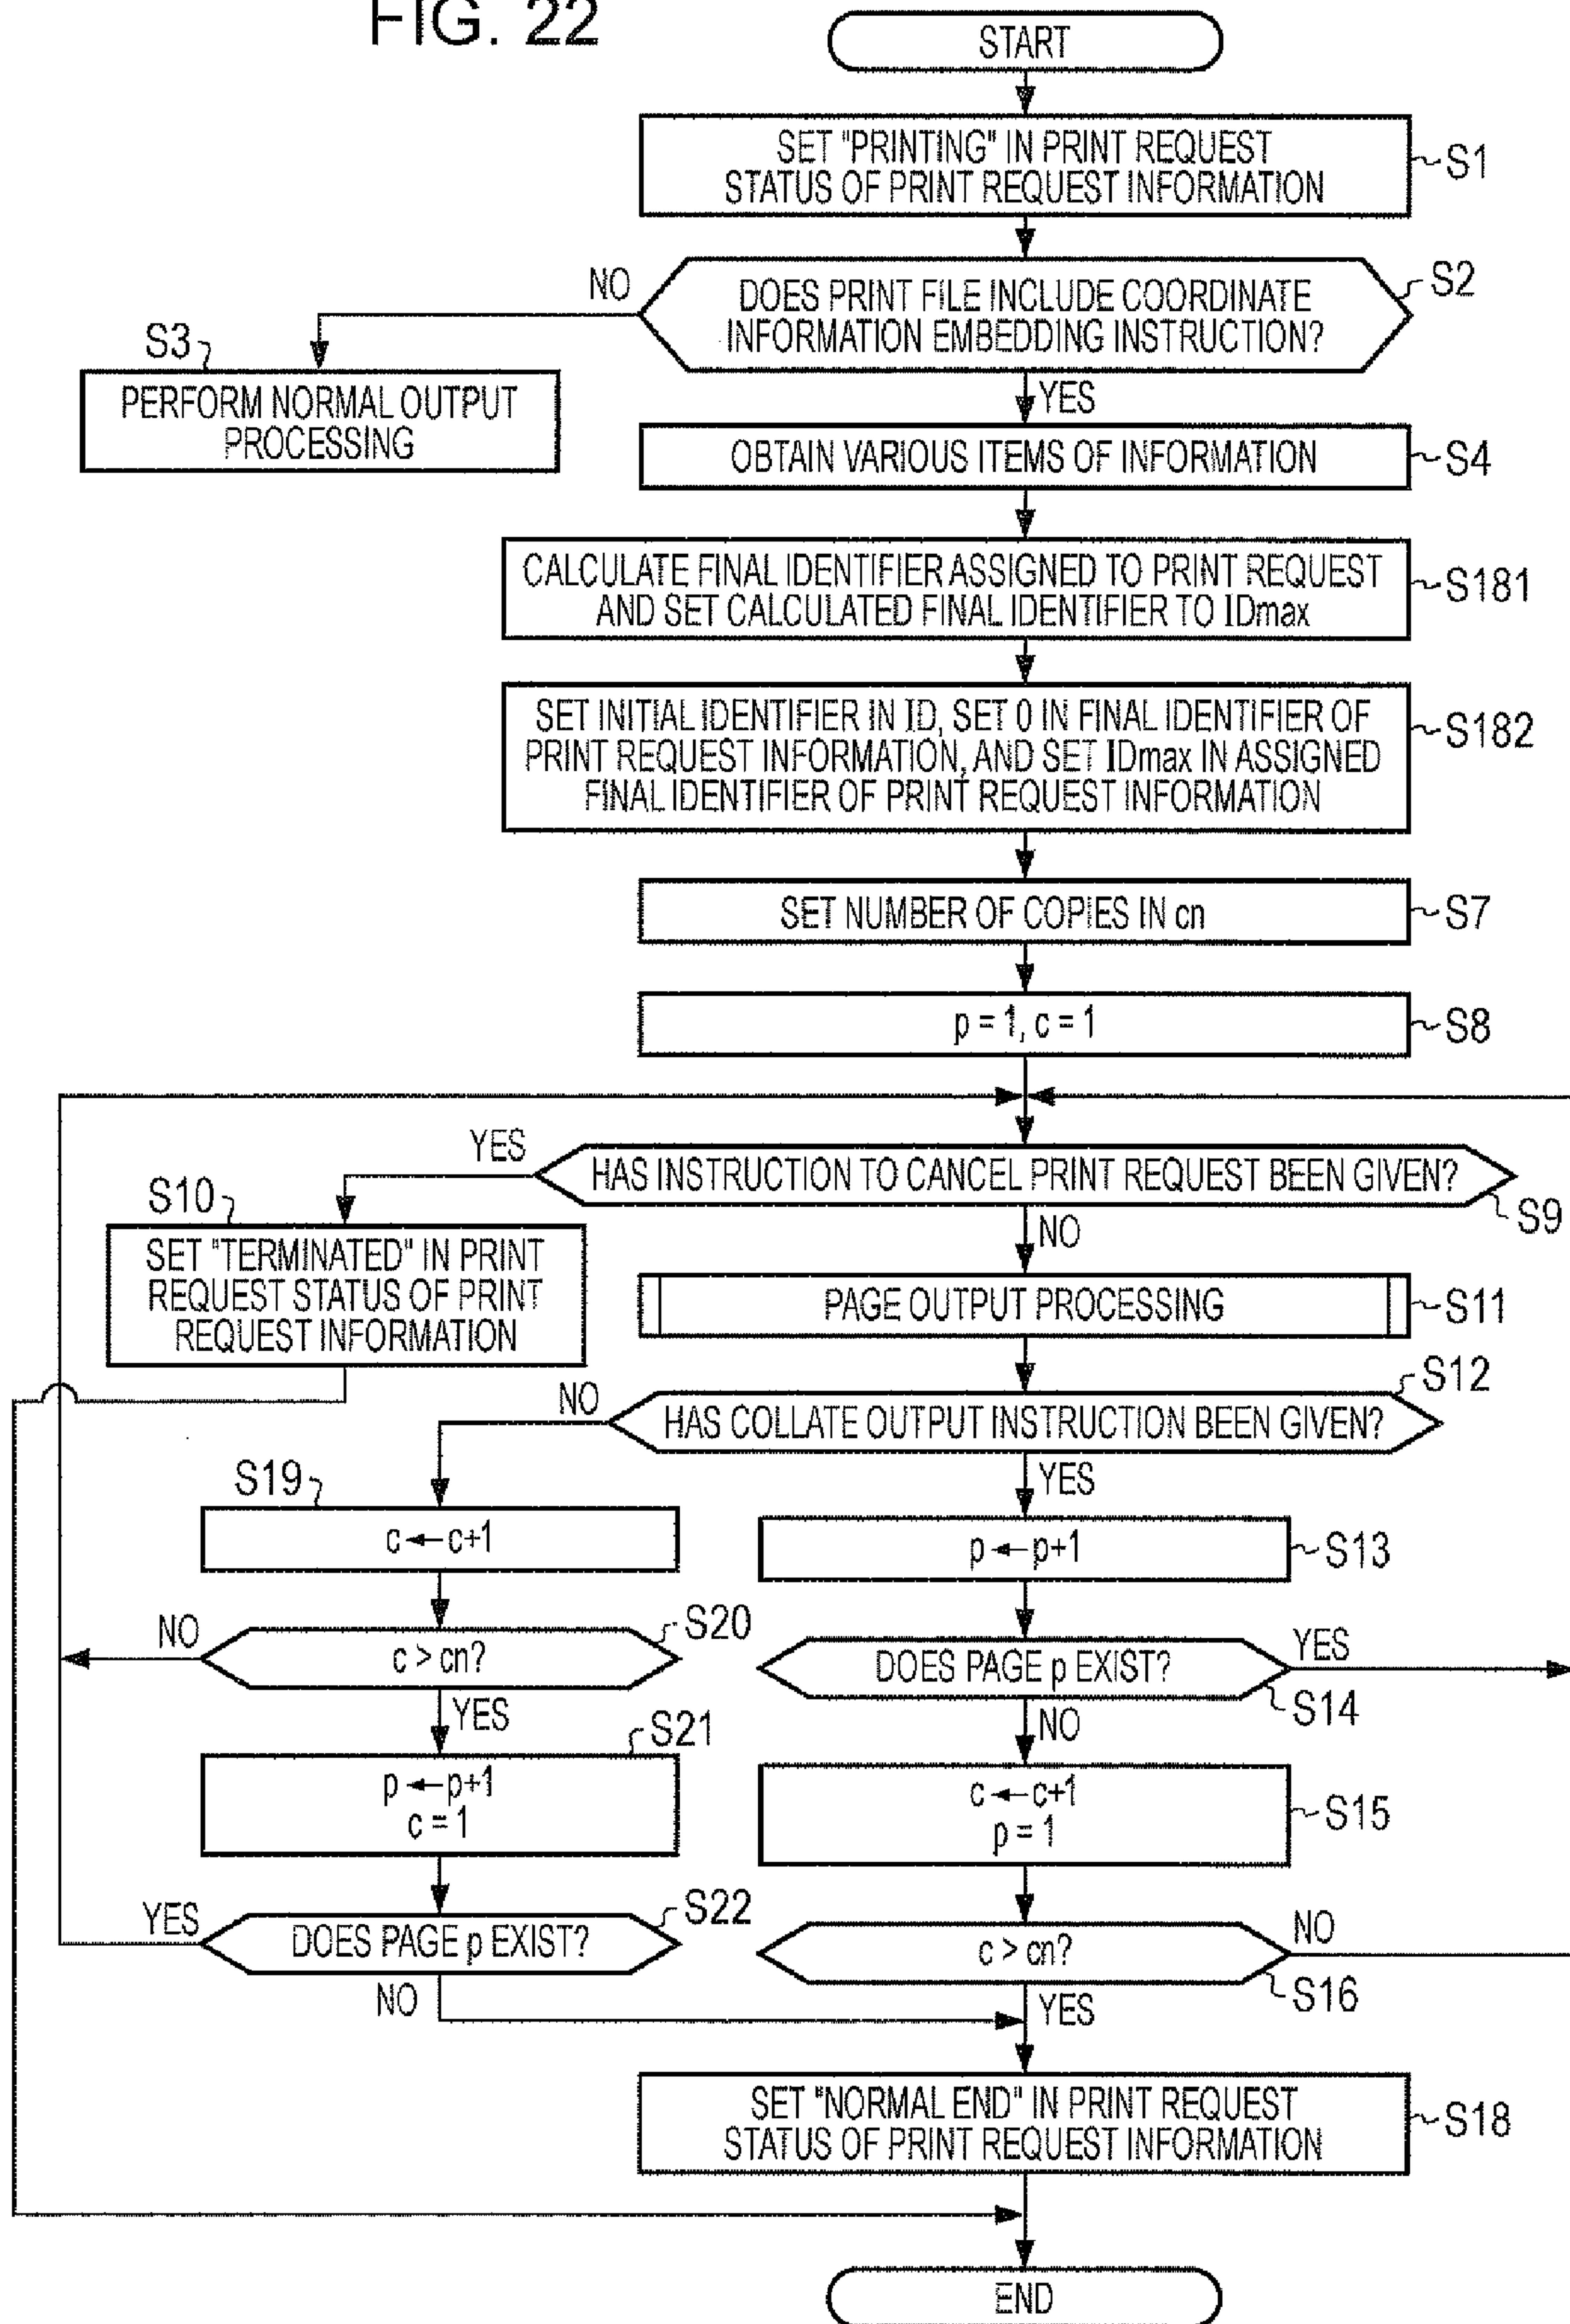 FIG. 22
START
SET "PRINTING" IN PRINT REQUEST
STATUS OF PRINT REQUEST INFORMATION
S1
DOES PRINT FILE INCLUDE COORDINATE
INFORMATION EMBEDDING INSTRUCTION?
S2
NO
S3
PERFORM NORMAL OUTPUT
PROCESSING
YES
OBTAIN VARIOUS ITEMS OF INFORMATION
S4
CALCULATE FINAL IDENTIFIER ASSIGNED TO PRINT REQUEST
AND SET CALCULATED FINAL IDENTIFIER TO IDmax
S181
SET INITIAL IDENTIFIER IN ID, SET 0 IN FINAL IDENTIFIER OF
PRINT REQUEST INFORMATION, AND SET IDmax IN ASSIGNED
FINAL IDENTIFIER OF PRINT REQUEST INFORMATION
S182
SET NUMBER OF COPIES IN cn
S7
p = 1, c = 1
S8
YES
HAS INSTRUCTION TO CANCEL PRINT REQUEST BEEN GIVEN?
S9
S10
SET "TERMINATED" IN PRINT
REQUEST STATUS OF PRINT
REQUEST INFORMATION
NO
PAGE OUTPUT PROCESSING
S11
S12
NO
HAS COLLATE OUTPUT INSTRUCTION BEEN GIVEN?
YES
S19
c ← c+1
p ← p+1
S13
NO
c > cn?
S20
DOES PAGE p EXIST?
YES
S14
YES
NO
S21
p ← p+1
c = 1
c ← c+1
p = 1
S15
YES
DOES PAGE p EXIST?
S22
c > cn?
NO
S16
NO
YES
SET "NORMAL END" IN PRINT REQUEST
STATUS OF PRINT REQUEST INFORMATION
S18
END